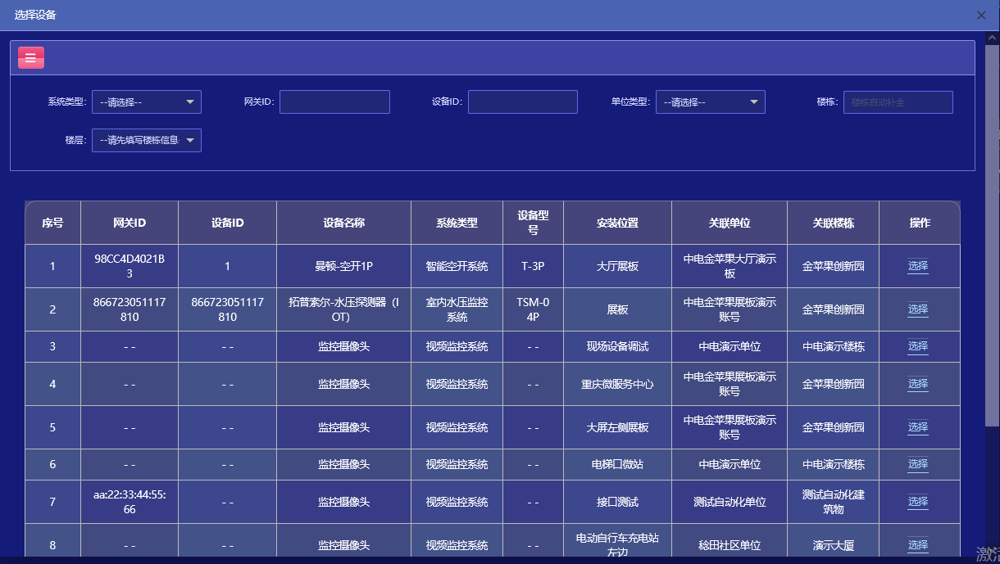 选择设备
系统类型: --请选择-- 网关ID: 设备ID: 单位类型: --请选择-- 楼栋: 楼栋自动补全
楼层: --请先填写楼栋信息-
序号 网关ID 设备ID 设备名称 系统类型 设备型号 安装位置 关联单位 关联楼栋 操作
1 98CC4D4021B3 1 曼顿-空开1P 智能空开系统 T-3P 大厅展板 中电金苹果大厅演示板 金苹果创新园 选择
2 866723051117810 866723051117810 拓普索尔-水压探测器（IOT） 室内水压监控系统 TSM-04P 展板 中电金苹果展板演示账号 金苹果创新园 选择
3 - - - - 监控摄像头 视频监控系统 - - 现场设备调试 中电演示单位 中电演示楼栋 选择
4 - - - - 监控摄像头 视频监控系统 - - 重庆微服务中心 中电金苹果展板演示账号 金苹果创新园 选择
5 - - - - 监控摄像头 视频监控系统 - - 大屏左侧展板 中电金苹果展板演示账号 金苹果创新园 选择
6 - - - - 监控摄像头 视频监控系统 - - 电梯口微站 中电演示单位 中电演示楼栋 选择
7 aa:22:33:44:55:66 - - 监控摄像头 视频监控系统 - - 接口测试 测试自动化单位 测试自动化建筑物 选择
8 - - - - 监控摄像头 视频监控系统 - - 电动自行车充电站左边 稔田社区单位 演示大厦 选择
激活